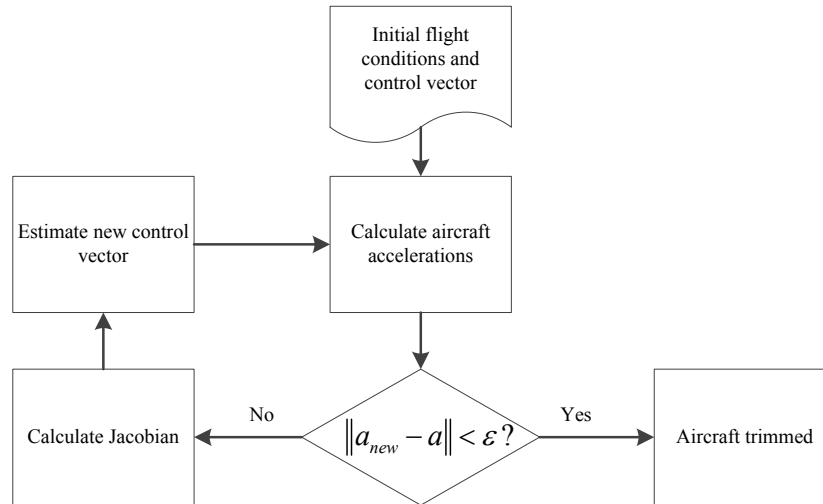 Initial flight
conditions and
control vector
Estimate new control
vector
Calculate aircraft
accelerations
Calculate Jacobian
No
‖a_new − a‖ < ε ?
Yes
Aircraft trimmed